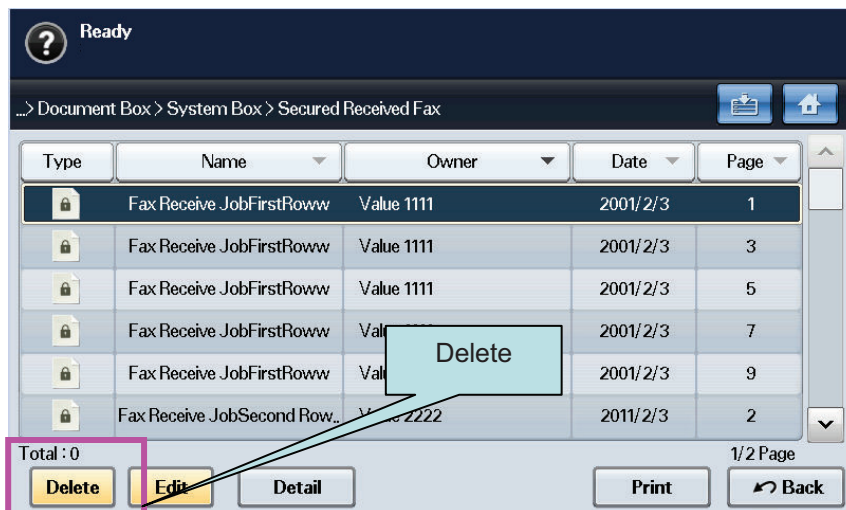 Ready
...> Document Box > System Box > Secured Received Fax
Type Name Owner Date Page
Fax Receive JobFirstRoww Value 1111 2001/2/3 1
Fax Receive JobFirstRoww Value 1111 2001/2/3 3
Fax Receive JobFirstRoww Value 1111 2001/2/3 5
Fax Receive JobFirstRoww 2001/2/3 7
Delete
Fax Receive JobFirstRoww 2001/2/3 9
Fax Receive JobSecond Row.. 2222 2011/2/3 2
Total : 0 1/2 Page
Delete Edit Detail Print Back